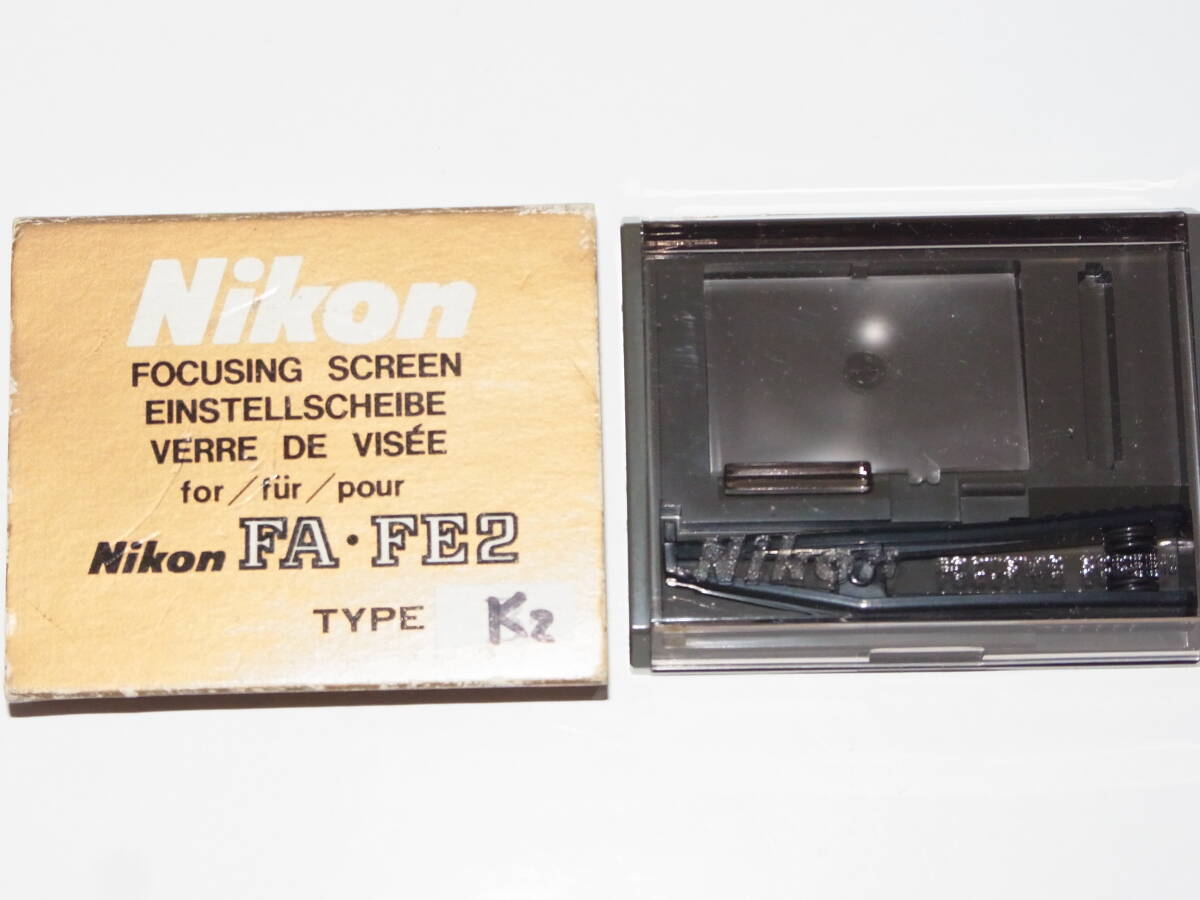 Nikon
FOCUSING SCREEN
EINSTELLSCHEIBE
VERRE DE VISÉE
for/für/pour
Nikon FA·FE2
TYPE K2
Nikon